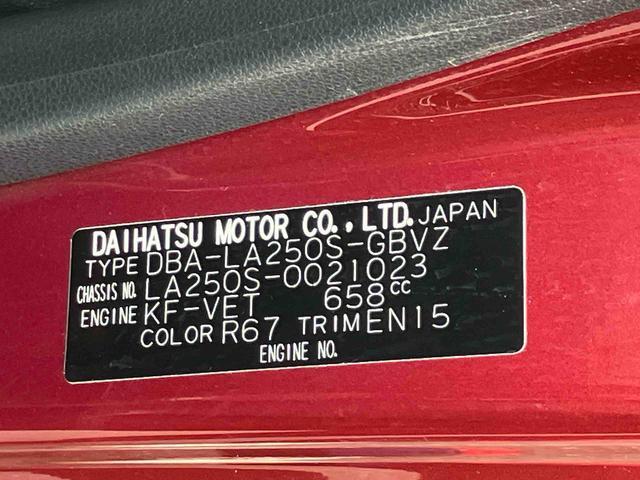 DAIHATSU MOTOR CO.,LTD. JAPAN
TYPE DBA-LA250S-GBVZ
CHASSIS NO. LA250S-0021023
ENGINE KF-VET 658cc
COLOR R67 TRIM EN15
ENGINE NO.